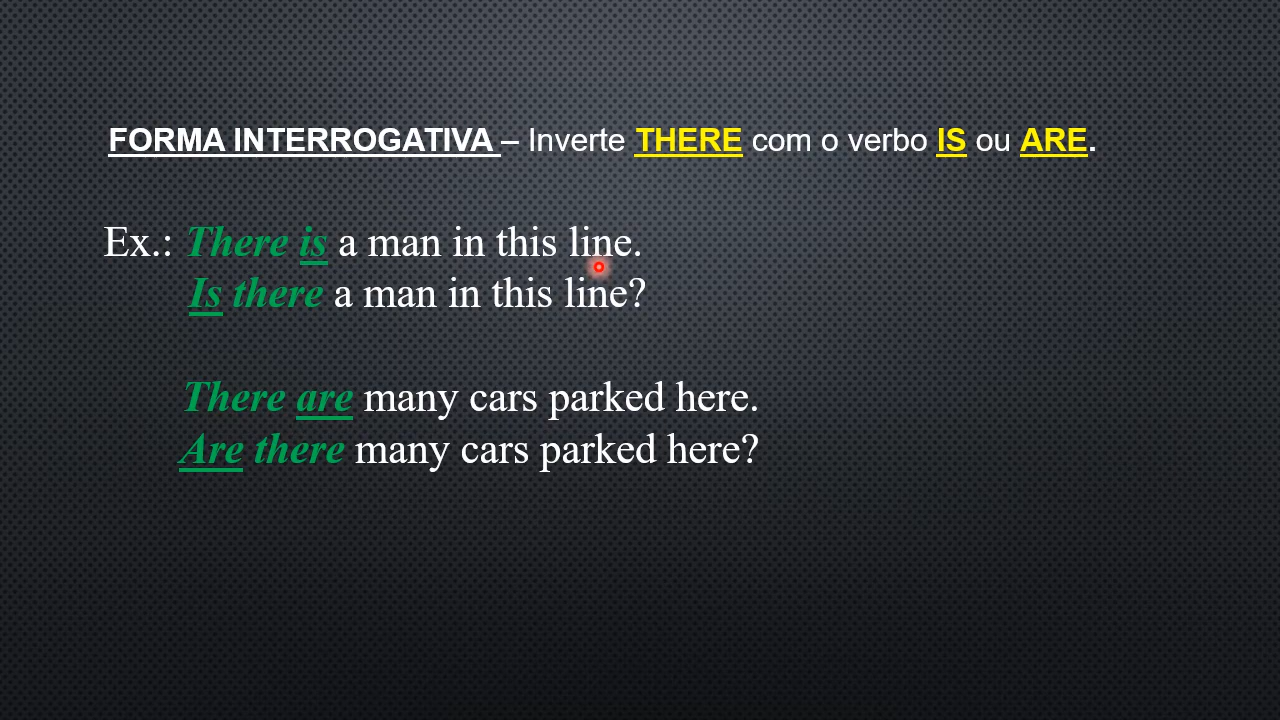 FORMA INTERROGATIVA – Inverte THERE com o verbo IS ou ARE.
Ex.: There is a man in this line.
Is there a man in this line?
There are many cars parked here.
Are there many cars parked here?